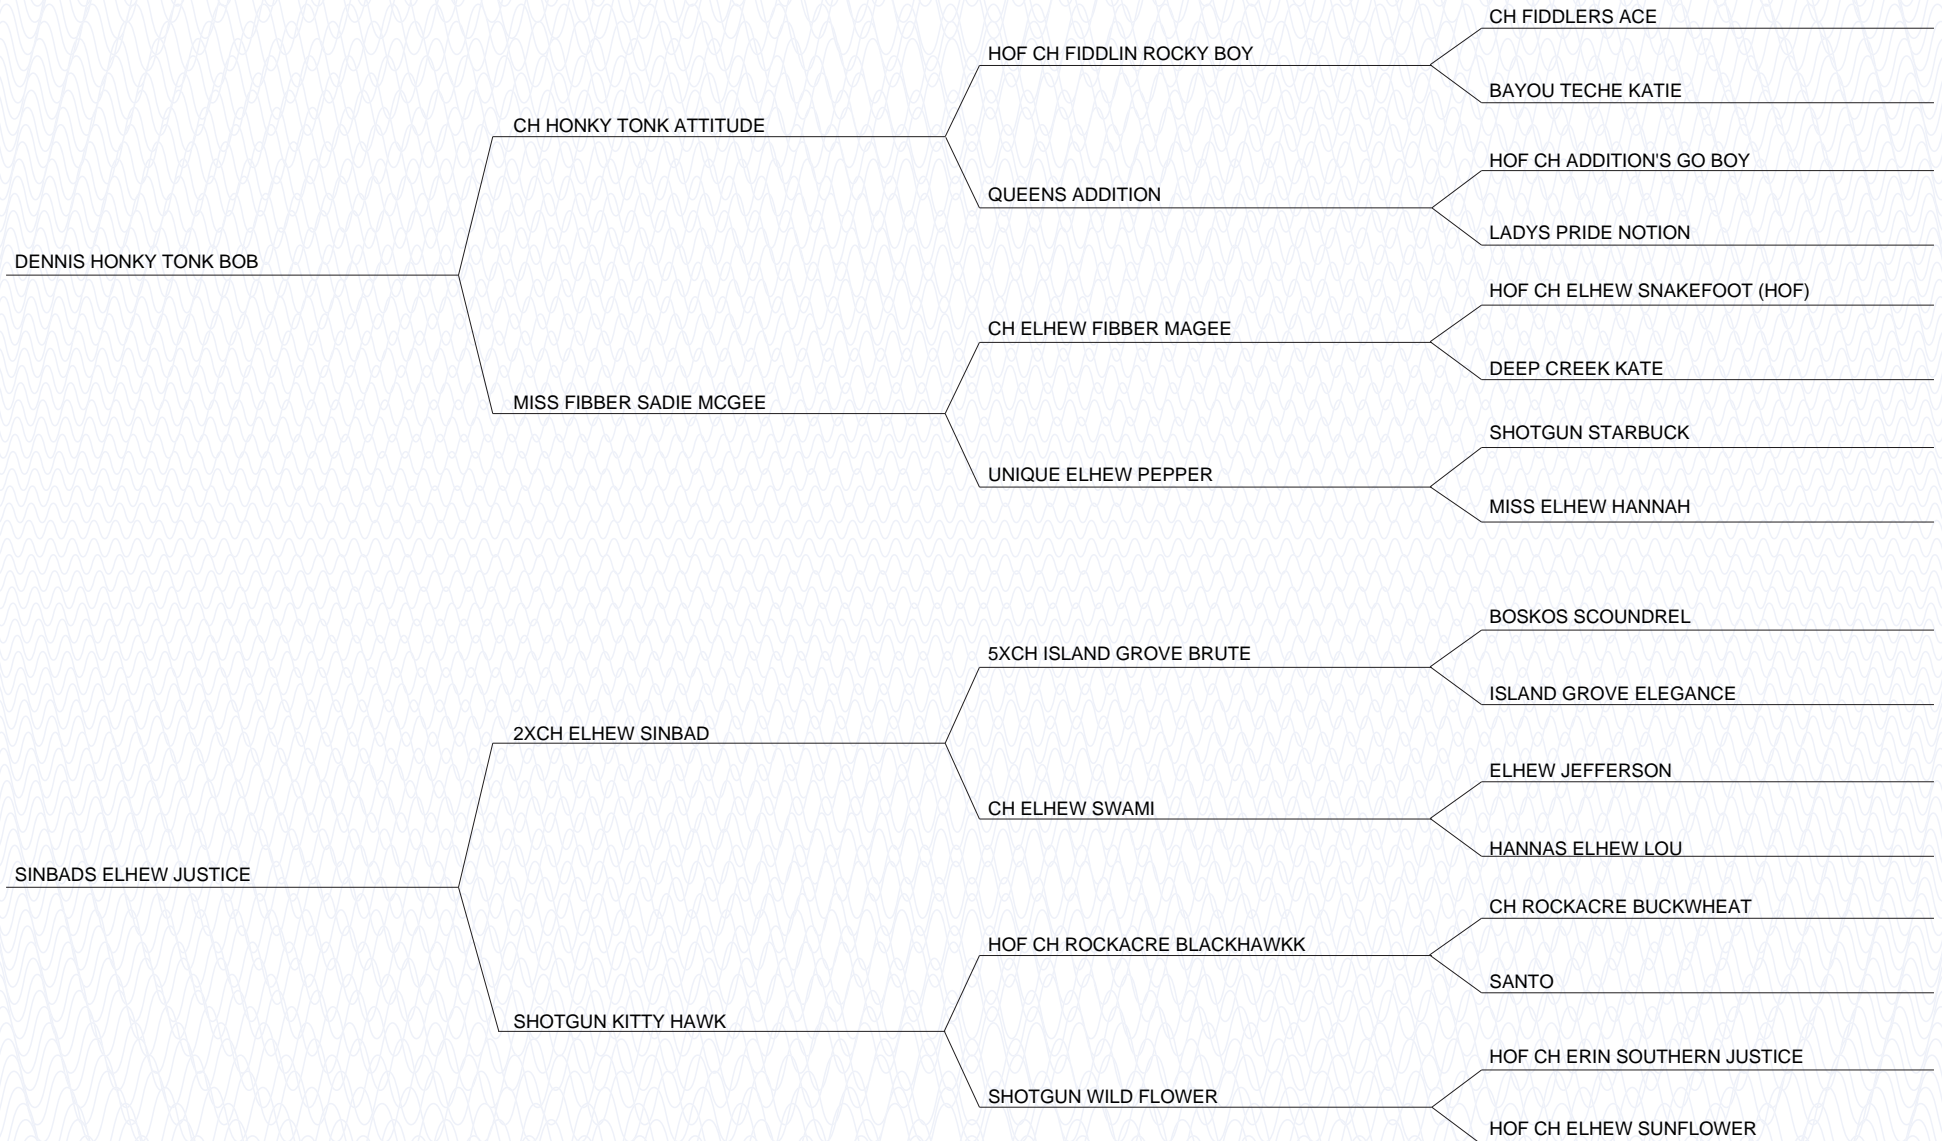 CH FIDDLERS ACE
HOF CH FIDDLIN ROCKY BOY
BAYOU TECHE KATIE
CH HONKY TONK ATTITUDE
HOF CH ADDITION'S GO BOY
QUEENS ADDITION
LADYS PRIDE NOTION
DENNIS HONKY TONK BOB
HOF CH ELHEW SNAKEFOOT (HOF)
CH ELHEW FIBBER MAGEE
DEEP CREEK KATE
MISS FIBBER SADIE MCGEE
SHOTGUN STARBUCK
UNIQUE ELHEW PEPPER
MISS ELHEW HANNAH
BOSKOS SCOUNDREL
5XCH ISLAND GROVE BRUTE
ISLAND GROVE ELEGANCE
2XCH ELHEW SINBAD
ELHEW JEFFERSON
CH ELHEW SWAMI
HANNAS ELHEW LOU
SINBADS ELHEW JUSTICE
CH ROCKACRE BUCKWHEAT
HOF CH ROCKACRE BLACKHAWKK
SANTO
SHOTGUN KITTY HAWK
HOF CH ERIN SOUTHERN JUSTICE
SHOTGUN WILD FLOWER
HOF CH ELHEW SUNFLOWER